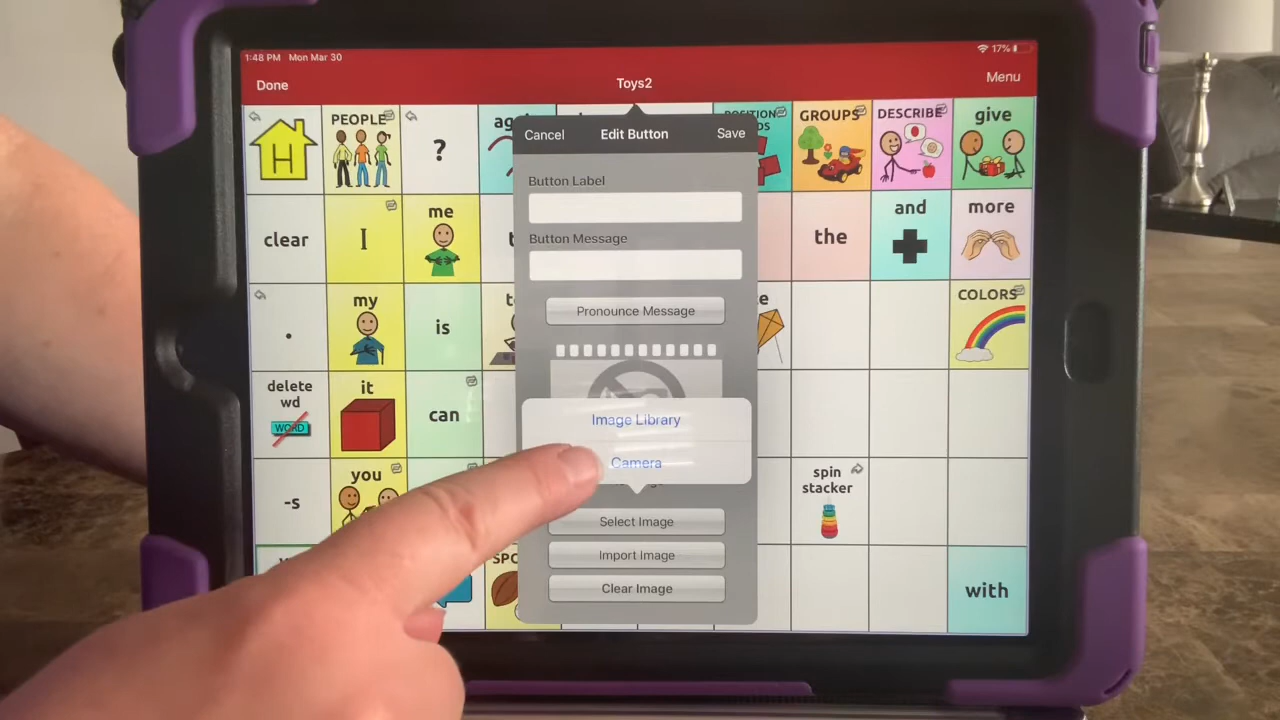 1:48 PM Mon Mar 30
17%
Done
Toys2
Menu
H
PEOPLE
?
Cancel
Edit Button
Save
GROUPS
DESCRIBE
give
Button Label
clear
I
me
the
and
more
Button Message
.
my
is
Pronounce Message
COLORS
delete
wd
WORD
it
can
Image Library
Camera
-s
you
spin
stacker
Select Image
Import Image
Clear Image
with